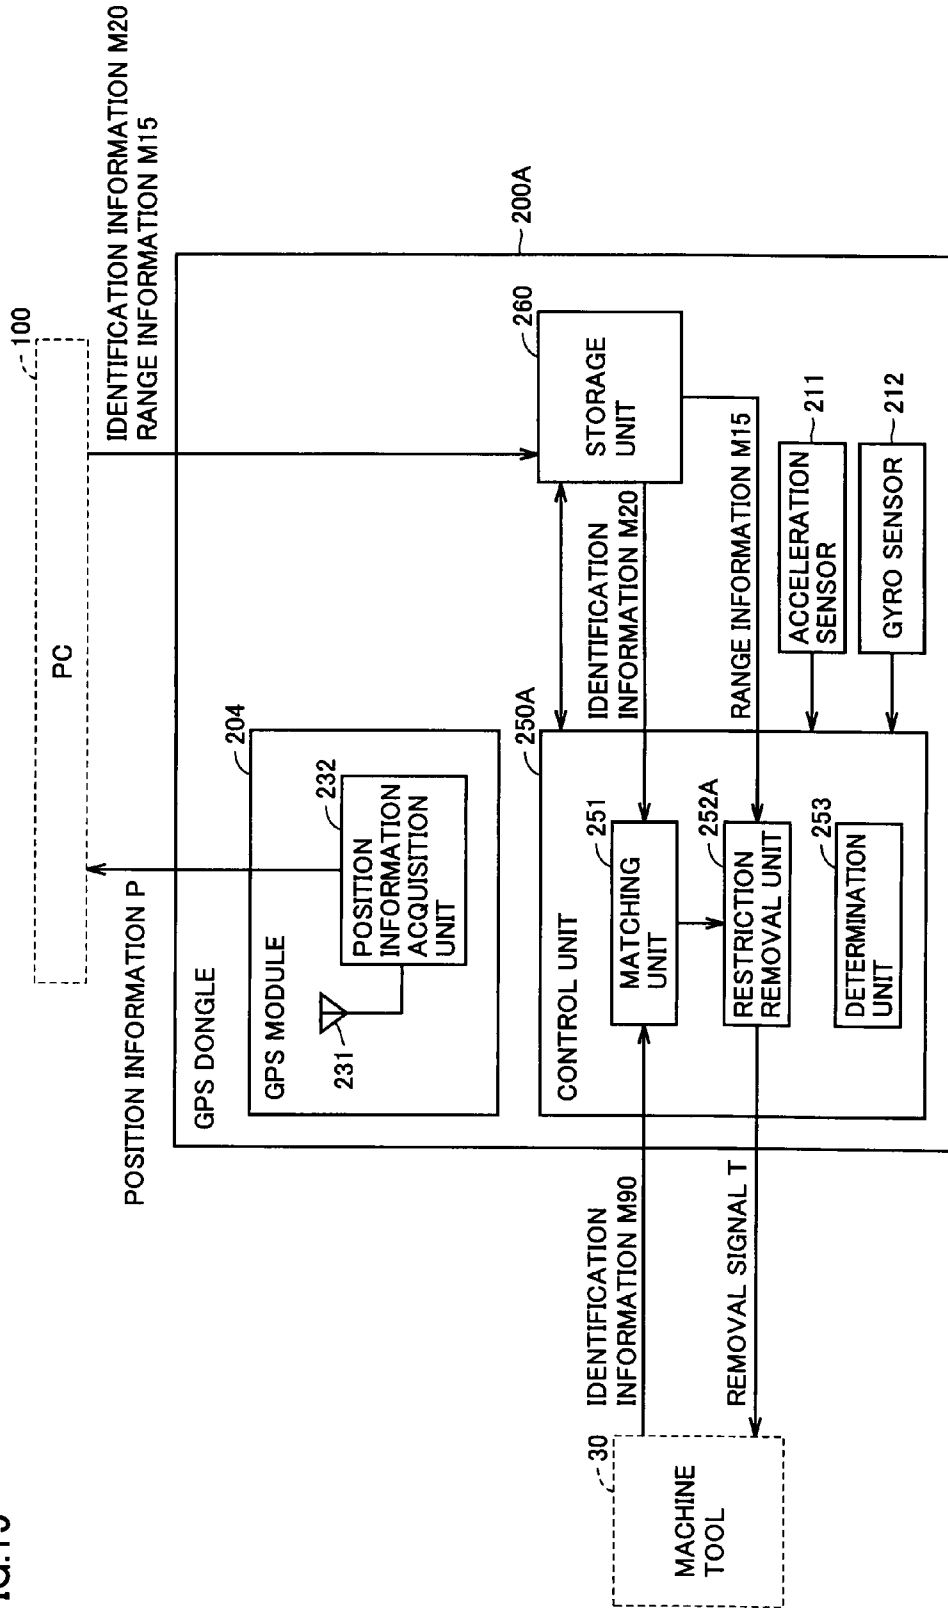 100
PC
IDENTIFICATION INFORMATION M20
RANGE INFORMATION M15
POSITION INFORMATION P
200A
GPS DONGLE
204
GPS MODULE
231
232
POSITION
INFORMATION
ACQUISITION
UNIT
260
STORAGE
UNIT
250A
CONTROL UNIT
IDENTIFICATION
INFORMATION M20
RANGE INFORMATION M15
251
MATCHING
UNIT
252A
RESTRICTION
REMOVAL UNIT
253
DETERMINATION
UNIT
211
ACCELERATION
SENSOR
212
GYRO SENSOR
IDENTIFICATION
INFORMATION M90
REMOVAL SIGNAL T
30
MACHINE
TOOL